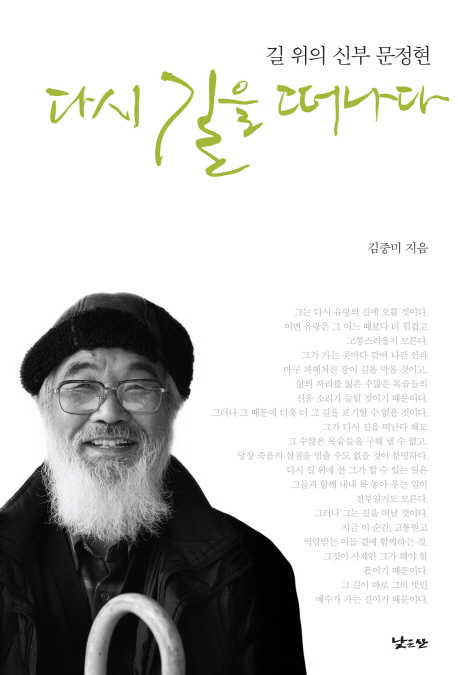 길 위의 신부 문정현
다시 길을 떠나다
김중미 지음
그는 다시 유랑의 길에 오를 것이다.
이번 유랑은 그 어느 때보다 더 힘겹고
고통스러울지 모른다.
그가 가는 곳마다 깎여 나간 산과
마구 파헤쳐진 강이 길을 막을 것이고,
삶의 자리를 잃은 수많은 목숨들의
신음 소리가 들릴 것이기 때문이다.
그러나 그 때문에 더욱 더 그 길을 포기할 수 없을 것이다.
그가 다시 길을 떠난다 해도
그 수많은 목숨들을 구해 낼 수 없고,
당장 죽음의 삽질을 멈출 수도 없을 것이 분명하다.
다시 길 위에 선 그가 할 수 있는 일은
그들과 함께 내내 목 놓아 우는 일이
전부일지도 모른다.
그러나 그는 길을 떠날 것이다.
지금 이 순간, 고통받고
억압받는 이들 곁에 함께하는 것,
그것이 사제인 그가 해야 할
몫이기 때문이다.
그 길이 바로 그의 벗인
예수가 가는 길이기 때문이다.
낮은산